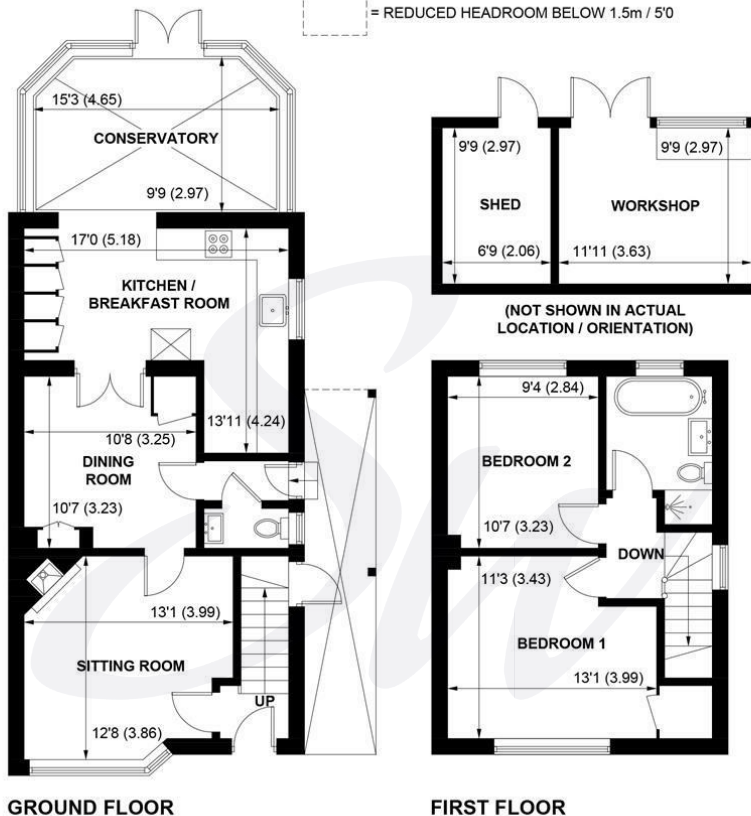 = REDUCED HEADROOM BELOW 1.5m / 5'0
15'3 (4.65)
CONSERVATORY
9'9 (2.97)
17'0 (5.18)
KITCHEN /
BREAKFAST ROOM
13'11 (4.24)
10'8 (3.25)
DINING
ROOM
10'7 (3.23)
13'1 (3.99)
SITTING ROOM
UP
12'8 (3.86)
GROUND FLOOR
9'9 (2.97)
SHED
6'9 (2.06)
9'9 (2.97)
WORKSHOP
11'11 (3.63)
(NOT SHOWN IN ACTUAL
LOCATION / ORIENTATION)
9'4 (2.84)
BEDROOM 2
10'7 (3.23)
DOWN
11'3 (3.43)
BEDROOM 1
13'1 (3.99)
FIRST FLOOR
Sw